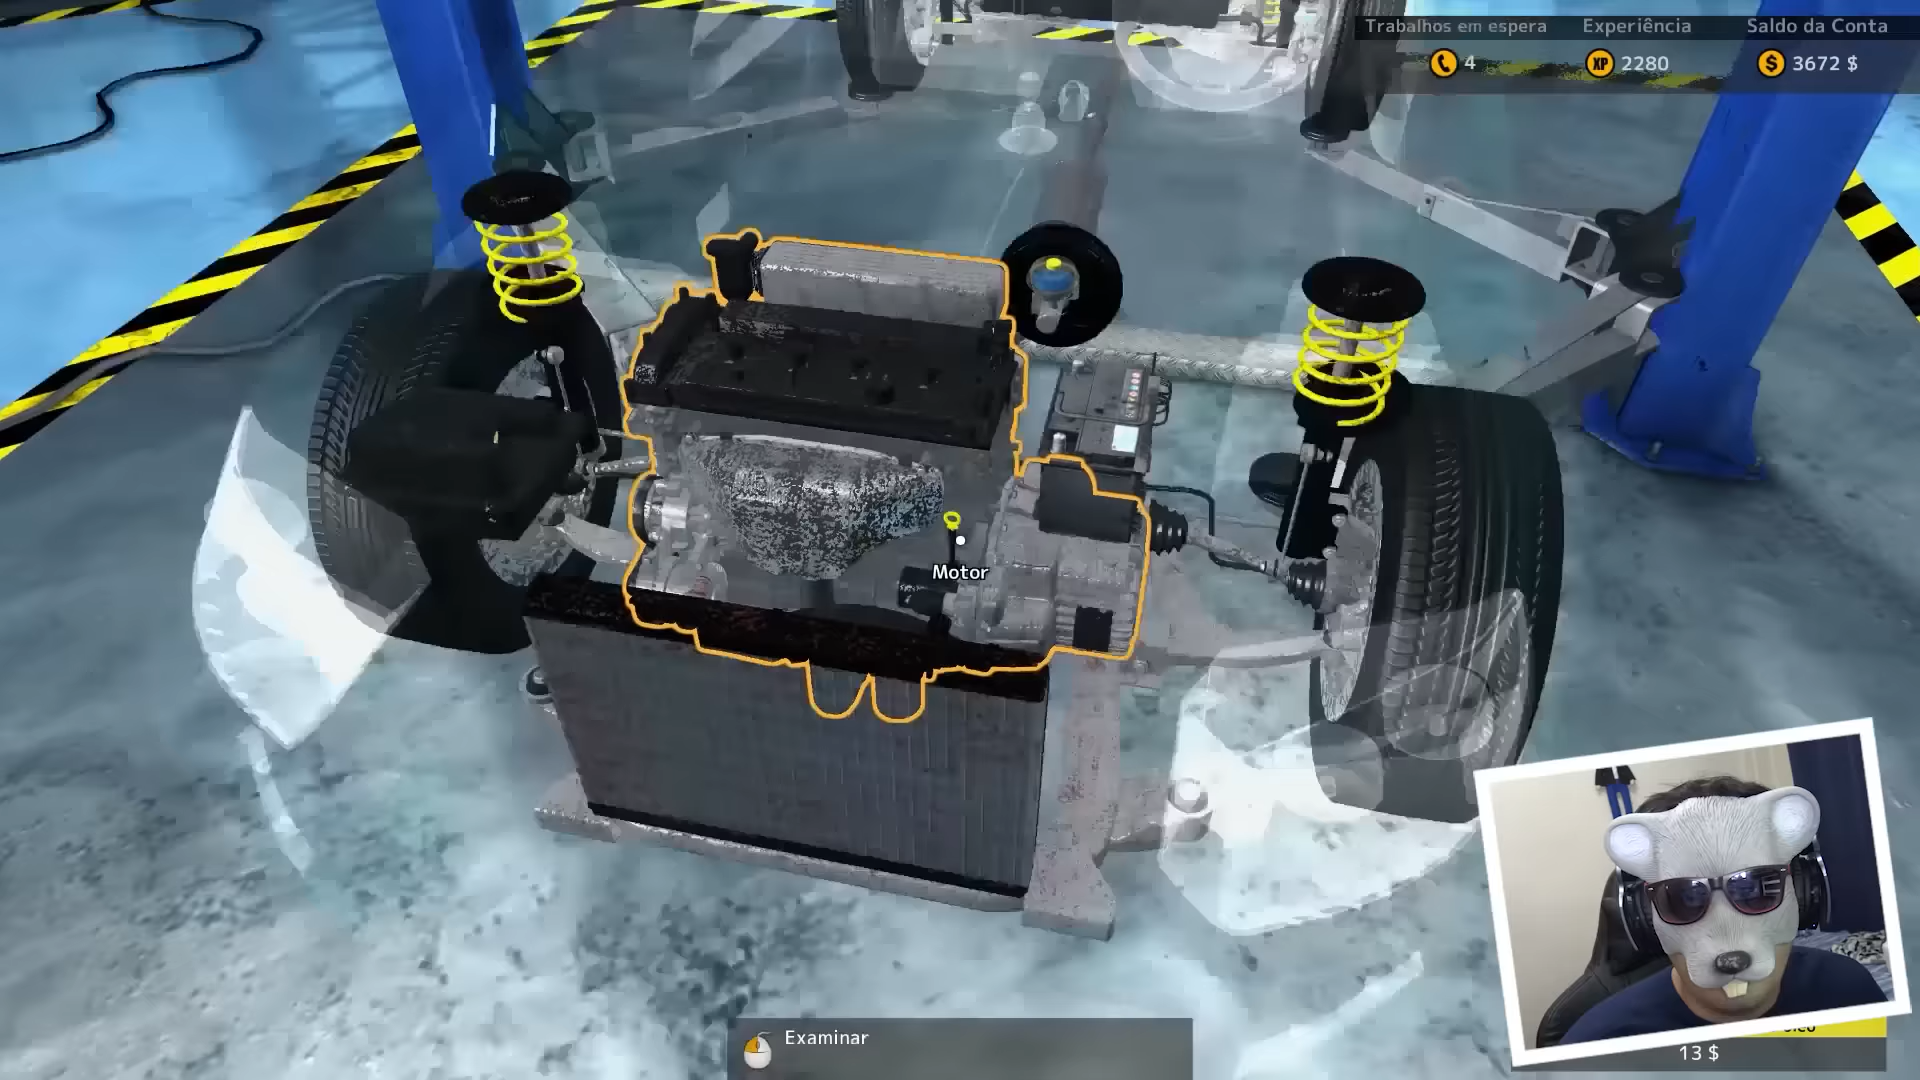 Trabalhos em espera Experiência Saldo da Conta
4 XP 2280 $ 3672 $
Motor
Examinar
13 $